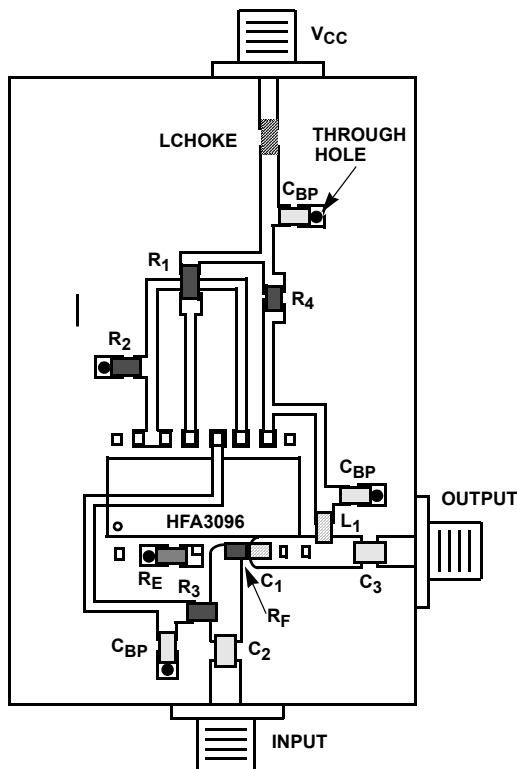 VCC
LCHOKE
THROUGH
HOLE
CBP
R1
R4
R2
CBP
OUTPUT
HFA3096
L1
RE
R3
C1
C3
RF
CBP
C2
INPUT